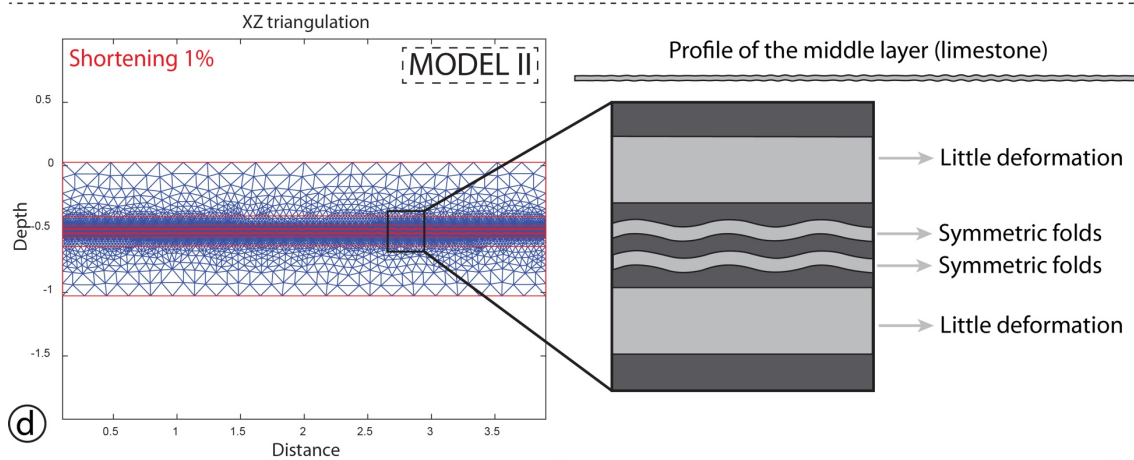 XZ triangulation
Shortening 1%
MODEL II
Profile of the middle layer (limestone)
0.5
0
-0.5
-1
-1.5
Depth
0.5 1 1.5 2 2.5 3 3.5
Distance
Little deformation
Symmetric folds
Symmetric folds
Little deformation
d